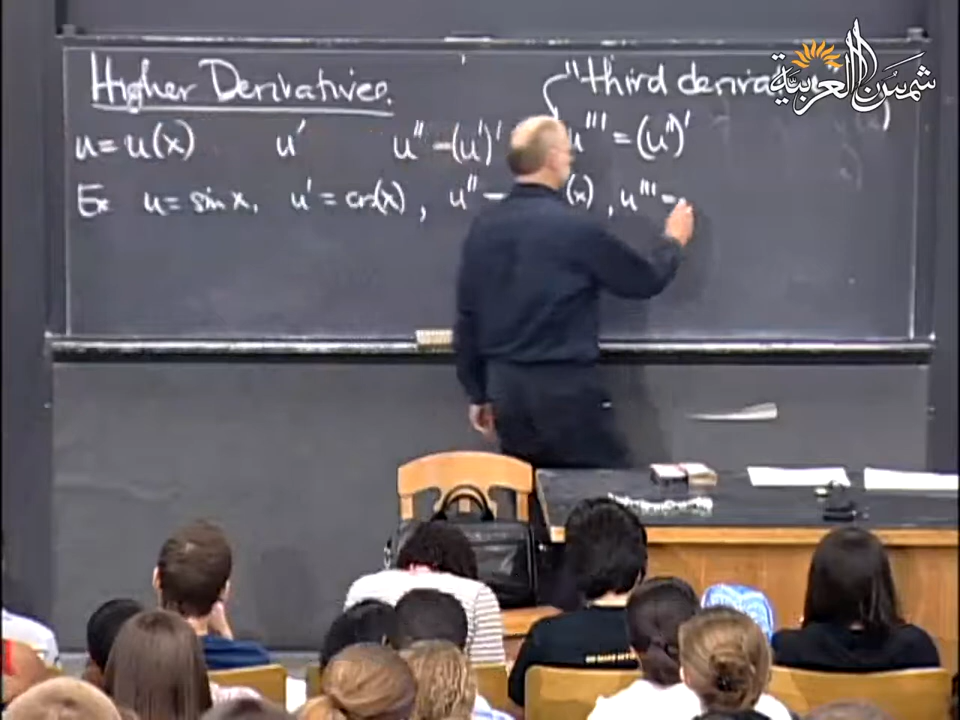 Higher Derivatives.
"third deriva
شمس العربية
u = u(x) u' u'' = (u')' u''' = (u'')'
Ex u = sin x, u' = cos(x), u'' = (x), u''' =